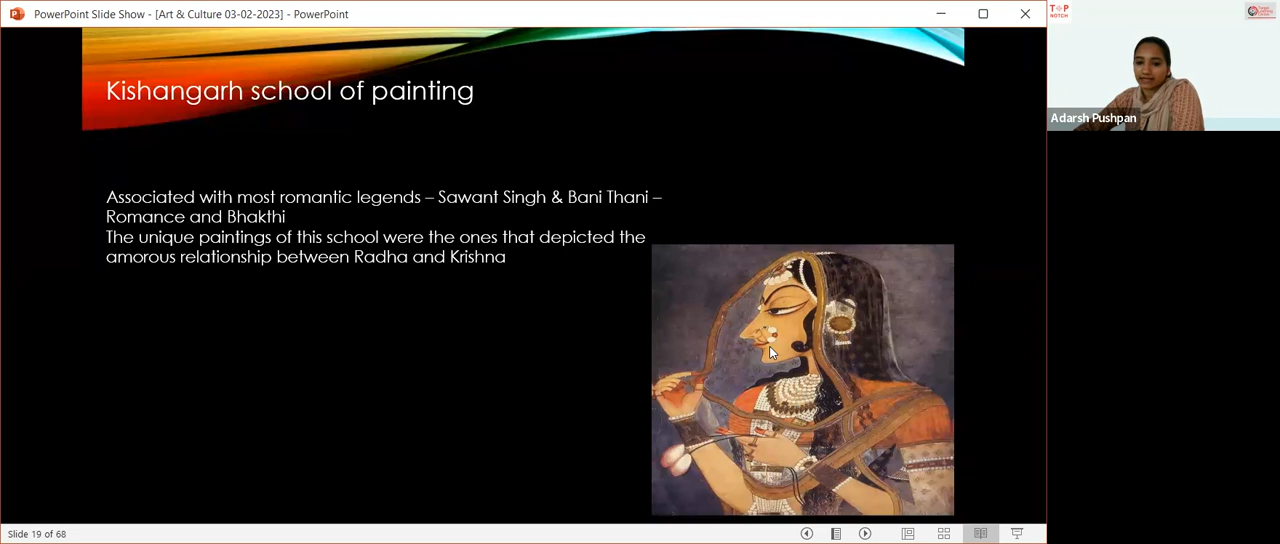 PowerPoint Slide Show - [Art & Culture 03-02-2023] - PowerPoint
T+P
NOTCH
Kishangarh school of painting
Adarsh Pushpan
Associated with most romantic legends – Sawant Singh & Bani Thani –
Romance and Bhakthi
The unique paintings of this school were the ones that depicted the
amorous relationship between Radha and Krishna
Slide 19 of 68